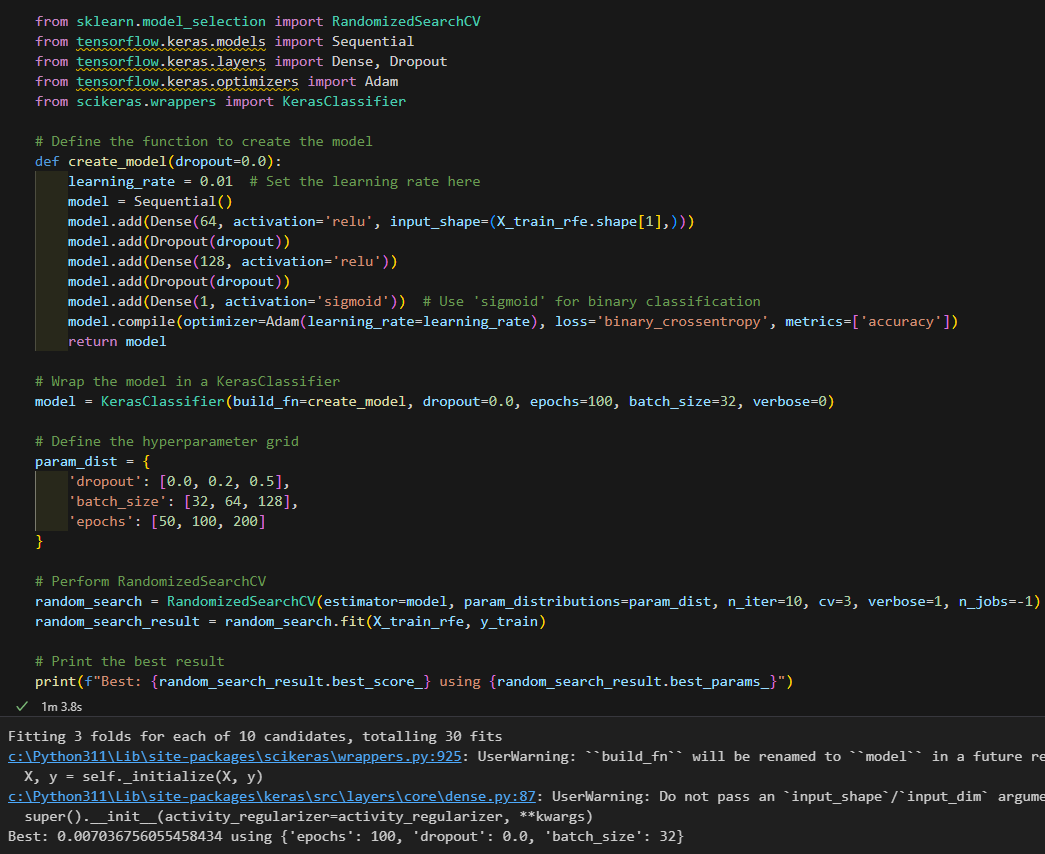 from sklearn.model_selection import RandomizedSearchCV
from tensorflow.keras.models import Sequential
from tensorflow.keras.layers import Dense, Dropout
from tensorflow.keras.optimizers import Adam
from scikeras.wrappers import KerasClassifier

# Define the function to create the model
def create_model(dropout=0.0):
    learning_rate = 0.01  # Set the learning rate here
    model = Sequential()
    model.add(Dense(64, activation='relu', input_shape=(X_train_rfe.shape[1],)))
    model.add(Dropout(dropout))
    model.add(Dense(128, activation='relu'))
    model.add(Dropout(dropout))
    model.add(Dense(1, activation='sigmoid'))  # Use 'sigmoid' for binary classification
    model.compile(optimizer=Adam(learning_rate=learning_rate), loss='binary_crossentropy', metrics=['accuracy'])
    return model

# Wrap the model in a KerasClassifier
model = KerasClassifier(build_fn=create_model, dropout=0.0, epochs=100, batch_size=32, verbose=0)

# Define the hyperparameter grid
param_dist = {
    'dropout': [0.0, 0.2, 0.5],
    'batch_size': [32, 64, 128],
    'epochs': [50, 100, 200]
}

# Perform RandomizedSearchCV
random_search = RandomizedSearchCV(estimator=model, param_distributions=param_dist, n_iter=10, cv=3, verbose=1, n_jobs=-1)
random_search_result = random_search.fit(X_train_rfe, y_train)

# Print the best result
print(f"Best: {random_search_result.best_score_} using {random_search_result.best_params_}")
✓ 1m 3.8s
Fitting 3 folds for each of 10 candidates, totalling 30 fits
c:\Python311\Lib\site-packages\scikeras\wrappers.py:925: UserWarning: ``build_fn`` will be renamed to ``model`` in a future re
  X, y = self._initialize(X, y)
c:\Python311\Lib\site-packages\keras\src\layers\core\dense.py:87: UserWarning: Do not pass an `input_shape`/`input_dim` argume
  super().__init__(activity_regularizer=activity_regularizer, **kwargs)
Best: 0.007036756055458434 using {'epochs': 100, 'dropout': 0.0, 'batch_size': 32}